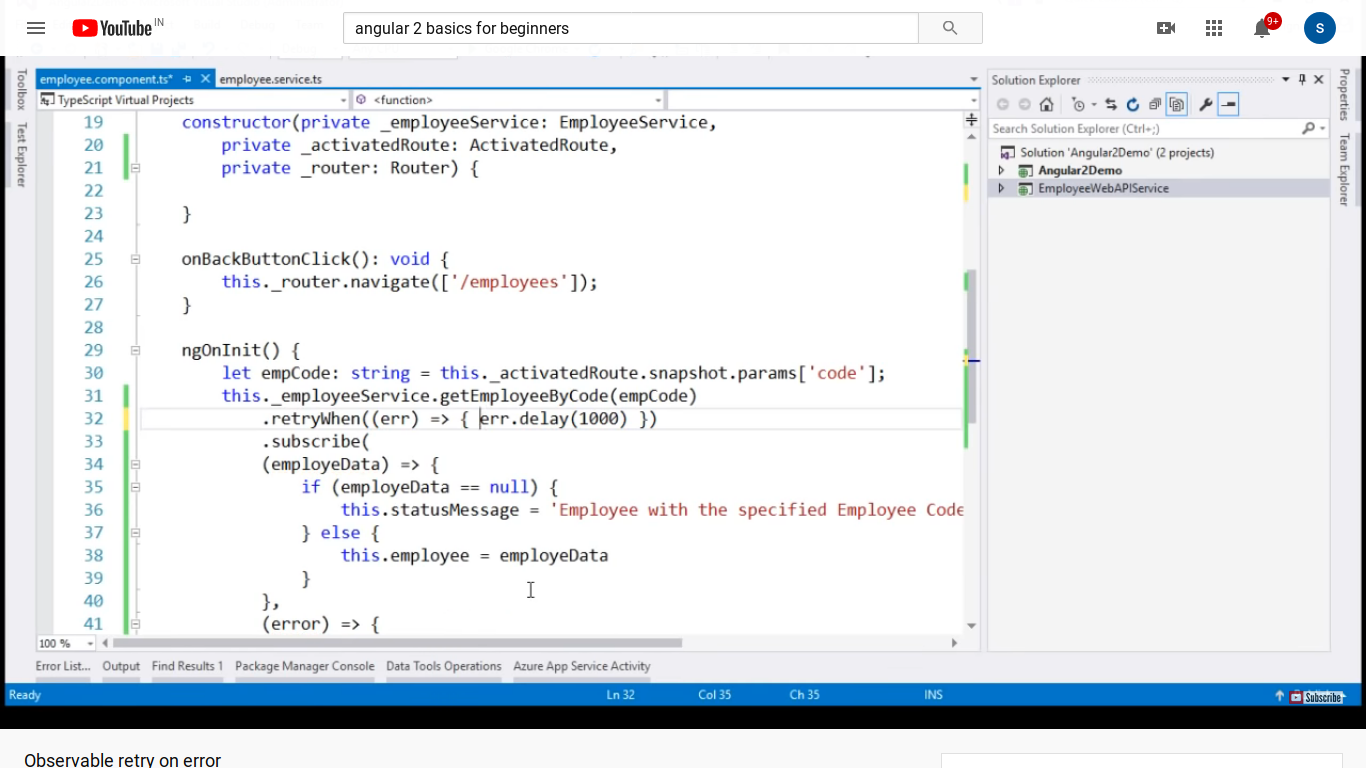 YouTube IN
angular 2 basics for beginners
9+
S
employee.component.ts*
employee.service.ts
TypeScript Virtual Projects
<function>
Toolbox
Test Explorer
19 constructor(private _employeeService: EmployeeService,
20 private _activatedRoute: ActivatedRoute,
21 private _router: Router) {
22
23 }
24
25 onBackButtonClick(): void {
26 this._router.navigate(['/employees']);
27 }
28
29 ngOnInit() {
30 let empCode: string = this._activatedRoute.snapshot.params['code'];
31 this._employeeService.getEmployeeByCode(empCode)
32 .retryWhen((err) => { err.delay(1000) })
33 .subscribe(
34 (employeData) => {
35 if (employeData == null) {
36 this.statusMessage = 'Employee with the specified Employee Code
37 } else {
38 this.employee = employeData
39 }
40 },
41 (error) => {
100 %
Solution Explorer
Search Solution Explorer (Ctrl+;)
Solution 'Angular2Demo' (2 projects)
Angular2Demo
EmployeeWebAPIService
Properties
Team Explorer
Error List... Output Find Results 1 Package Manager Console Data Tools Operations Azure App Service Activity
Ready Ln 32 Col 35 Ch 35 INS
Subscribe
Observable retry on error